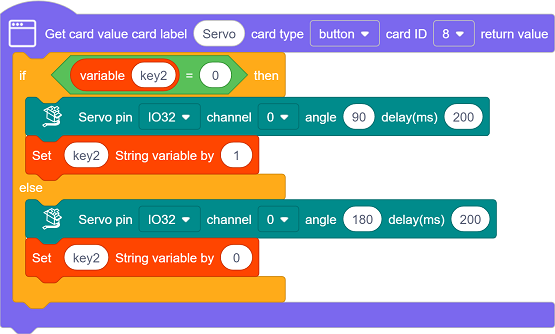 Get card value card label Servo card type button card ID 8 return value
if variable key2 = 0 then
Servo pin IO32 channel 0 angle 90 delay(ms) 200
Set key2 String variable by 1
else
Servo pin IO32 channel 0 angle 180 delay(ms) 200
Set key2 String variable by 0